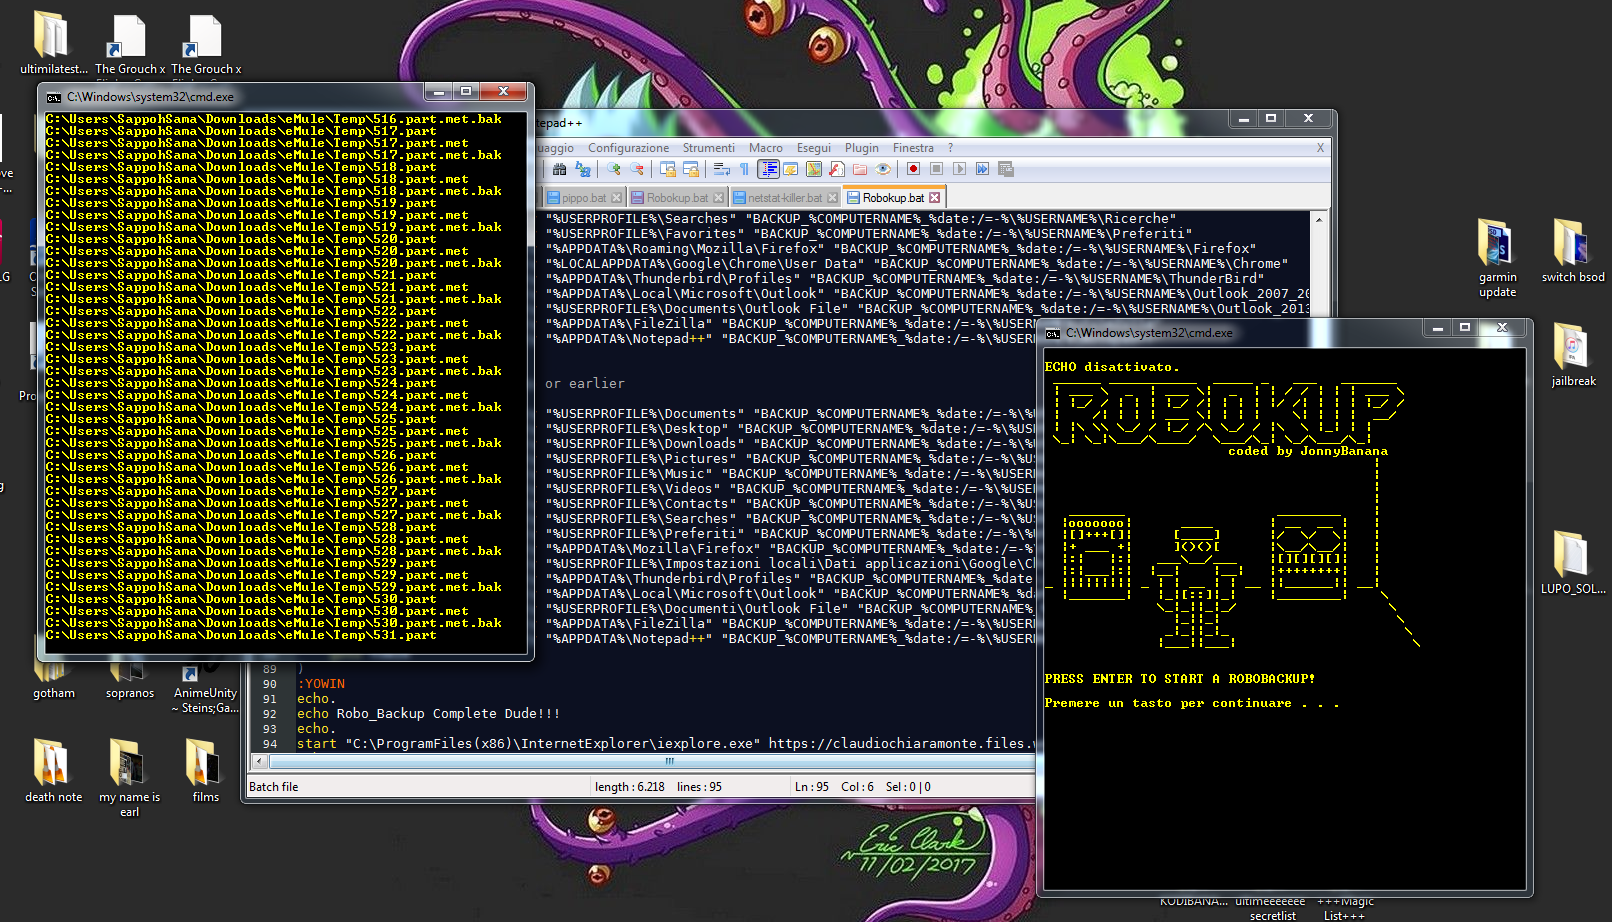 ultimilatest...
The Grouch x
The Grouch x
C:\Windows\system32\cmd.exe
C:\Users\SappohSama\Downloads\eMule\Temp\516.part.met.bak
C:\Users\SappohSama\Downloads\eMule\Temp\517.part
C:\Users\SappohSama\Downloads\eMule\Temp\517.part.met
C:\Users\SappohSama\Downloads\eMule\Temp\517.part.met.bak
C:\Users\SappohSama\Downloads\eMule\Temp\518.part
C:\Users\SappohSama\Downloads\eMule\Temp\518.part.met
C:\Users\SappohSama\Downloads\eMule\Temp\518.part.met.bak
C:\Users\SappohSama\Downloads\eMule\Temp\519.part
C:\Users\SappohSama\Downloads\eMule\Temp\519.part.met
C:\Users\SappohSama\Downloads\eMule\Temp\519.part.met.bak
C:\Users\SappohSama\Downloads\eMule\Temp\520.part
C:\Users\SappohSama\Downloads\eMule\Temp\520.part.met
C:\Users\SappohSama\Downloads\eMule\Temp\520.part.met.bak
C:\Users\SappohSama\Downloads\eMule\Temp\521.part
C:\Users\SappohSama\Downloads\eMule\Temp\521.part.met
C:\Users\SappohSama\Downloads\eMule\Temp\521.part.met.bak
C:\Users\SappohSama\Downloads\eMule\Temp\522.part
C:\Users\SappohSama\Downloads\eMule\Temp\522.part.met
C:\Users\SappohSama\Downloads\eMule\Temp\522.part.met.bak
C:\Users\SappohSama\Downloads\eMule\Temp\523.part
C:\Users\SappohSama\Downloads\eMule\Temp\523.part.met
C:\Users\SappohSama\Downloads\eMule\Temp\523.part.met.bak
C:\Users\SappohSama\Downloads\eMule\Temp\524.part
C:\Users\SappohSama\Downloads\eMule\Temp\524.part.met
C:\Users\SappohSama\Downloads\eMule\Temp\524.part.met.bak
C:\Users\SappohSama\Downloads\eMule\Temp\525.part
C:\Users\SappohSama\Downloads\eMule\Temp\525.part.met
C:\Users\SappohSama\Downloads\eMule\Temp\525.part.met.bak
C:\Users\SappohSama\Downloads\eMule\Temp\526.part
C:\Users\SappohSama\Downloads\eMule\Temp\526.part.met
C:\Users\SappohSama\Downloads\eMule\Temp\526.part.met.bak
C:\Users\SappohSama\Downloads\eMule\Temp\527.part
C:\Users\SappohSama\Downloads\eMule\Temp\527.part.met
C:\Users\SappohSama\Downloads\eMule\Temp\527.part.met.bak
C:\Users\SappohSama\Downloads\eMule\Temp\528.part
C:\Users\SappohSama\Downloads\eMule\Temp\528.part.met
C:\Users\SappohSama\Downloads\eMule\Temp\528.part.met.bak
C:\Users\SappohSama\Downloads\eMule\Temp\529.part
C:\Users\SappohSama\Downloads\eMule\Temp\529.part.met
C:\Users\SappohSama\Downloads\eMule\Temp\529.part.met.bak
C:\Users\SappohSama\Downloads\eMule\Temp\530.part
C:\Users\SappohSama\Downloads\eMule\Temp\530.part.met
C:\Users\SappohSama\Downloads\eMule\Temp\530.part.met.bak
C:\Users\SappohSama\Downloads\eMule\Temp\531.part
tepad++
uaggio Configurazione Strumenti Macro Esegui Plugin Finestra ? X
pippo.bat Robokup.bat netstat-killer.bat Robokup.bat
"%USERPROFILE%\Searches" "BACKUP_%COMPUTERNAME%_%date:/=-%\%USERNAME%\Ricerche"
"%USERPROFILE%\Favorites" "BACKUP_%COMPUTERNAME%_%date:/=-%\%USERNAME%\Preferiti"
"%APPDATA%\Roaming\Mozilla\Firefox" "BACKUP_%COMPUTERNAME%_%date:/=-%\%USERNAME%\Firefox"
"%LOCALAPPDATA%\Google\Chrome\User Data" "BACKUP_%COMPUTERNAME%_%date:/=-%\%USERNAME%\Chrome"
"%APPDATA%\Thunderbird\Profiles" "BACKUP_%COMPUTERNAME%_%date:/=-%\%USERNAME%\ThunderBird"
"%APPDATA%\Local\Microsoft\Outlook" "BACKUP_%COMPUTERNAME%_%date:/=-%\%USERNAME%\Outlook_2007_20
"%USERPROFILE%\Documents\Outlook File" "BACKUP_%COMPUTERNAME%_%date:/=-%\%USERNAME%\Outlook_2013
"%APPDATA%\FileZilla" "BACKUP_%COMPUTERNAME%_%date:/=-%\%USERN
"%APPDATA%\Notepad++" "BACKUP_%COMPUTERNAME%_%date:/=-%\%USERN
or earlier
"%USERPROFILE%\Documents" "BACKUP_%COMPUTERNAME%_%date:/=-%\%U
"%USERPROFILE%\Desktop" "BACKUP_%COMPUTERNAME%_%date:/=-%\%USE
"%USERPROFILE%\Downloads" "BACKUP_%COMPUTERNAME%_%date:/=-%\%U
"%USERPROFILE%\Pictures" "BACKUP_%COMPUTERNAME%_%date:/=-%\%US
"%USERPROFILE%\Music" "BACKUP_%COMPUTERNAME%_%date:/=-%\%USERN
"%USERPROFILE%\Videos" "BACKUP_%COMPUTERNAME%_%date:/=-%\%USER
"%USERPROFILE%\Contacts" "BACKUP_%COMPUTERNAME%_%date:/=-%\%US
"%USERPROFILE%\Searches" "BACKUP_%COMPUTERNAME%_%date:/=-%\%US
"%USERPROFILE%\Preferiti" "BACKUP_%COMPUTERNAME%_%date:/=-%\%U
"%APPDATA%\Mozilla\Firefox" "BACKUP_%COMPUTERNAME%_%date:/=-%\
"%USERPROFILE%\Impostazioni locali\Dati applicazioni\Google\Ch
"%APPDATA%\Thunderbird\Profiles" "BACKUP_%COMPUTERNAME%_%date
"%APPDATA%\Local\Microsoft\Outlook" "BACKUP_%COMPUTERNAME%_%da
"%USERPROFILE%\Documenti\Outlook File" "BACKUP_%COMPUTERNAME%_
"%APPDATA%\FileZilla" "BACKUP_%COMPUTERNAME%_%date:/=-%\%USERN
"%APPDATA%\Notepad++" "BACKUP_%COMPUTERNAME%_%date:/=-%\%USERN
89 )
90 :YOWIN
91 echo.
92 echo Robo_Backup Complete Dude!!!
93 echo.
94 start "C:\ProgramFiles(x86)\InternetExplorer\iexplore.exe" https://claudiochiaramonte.files.w
Batch file length : 6.218 lines : 95 Ln : 95 Col : 6 Sel : 0 | 0
C:\Windows\system32\cmd.exe
ECHO disattivato.
ROBOKUP
coded by JonnyBanana
PRESS ENTER TO START A ROBOBACKUP!
Premere un tasto per continuare . . .
garmin
update
switch bsod
jailbreak
LUPO_SOL...
gotham
sopranos
AnimeUnity
~ Steins;Ga...
death note
my name is
earl
films
Eric Clark
11/02/2017
KODIBANA...
ultimeeeeeee
secretlist
+++Magic
List+++